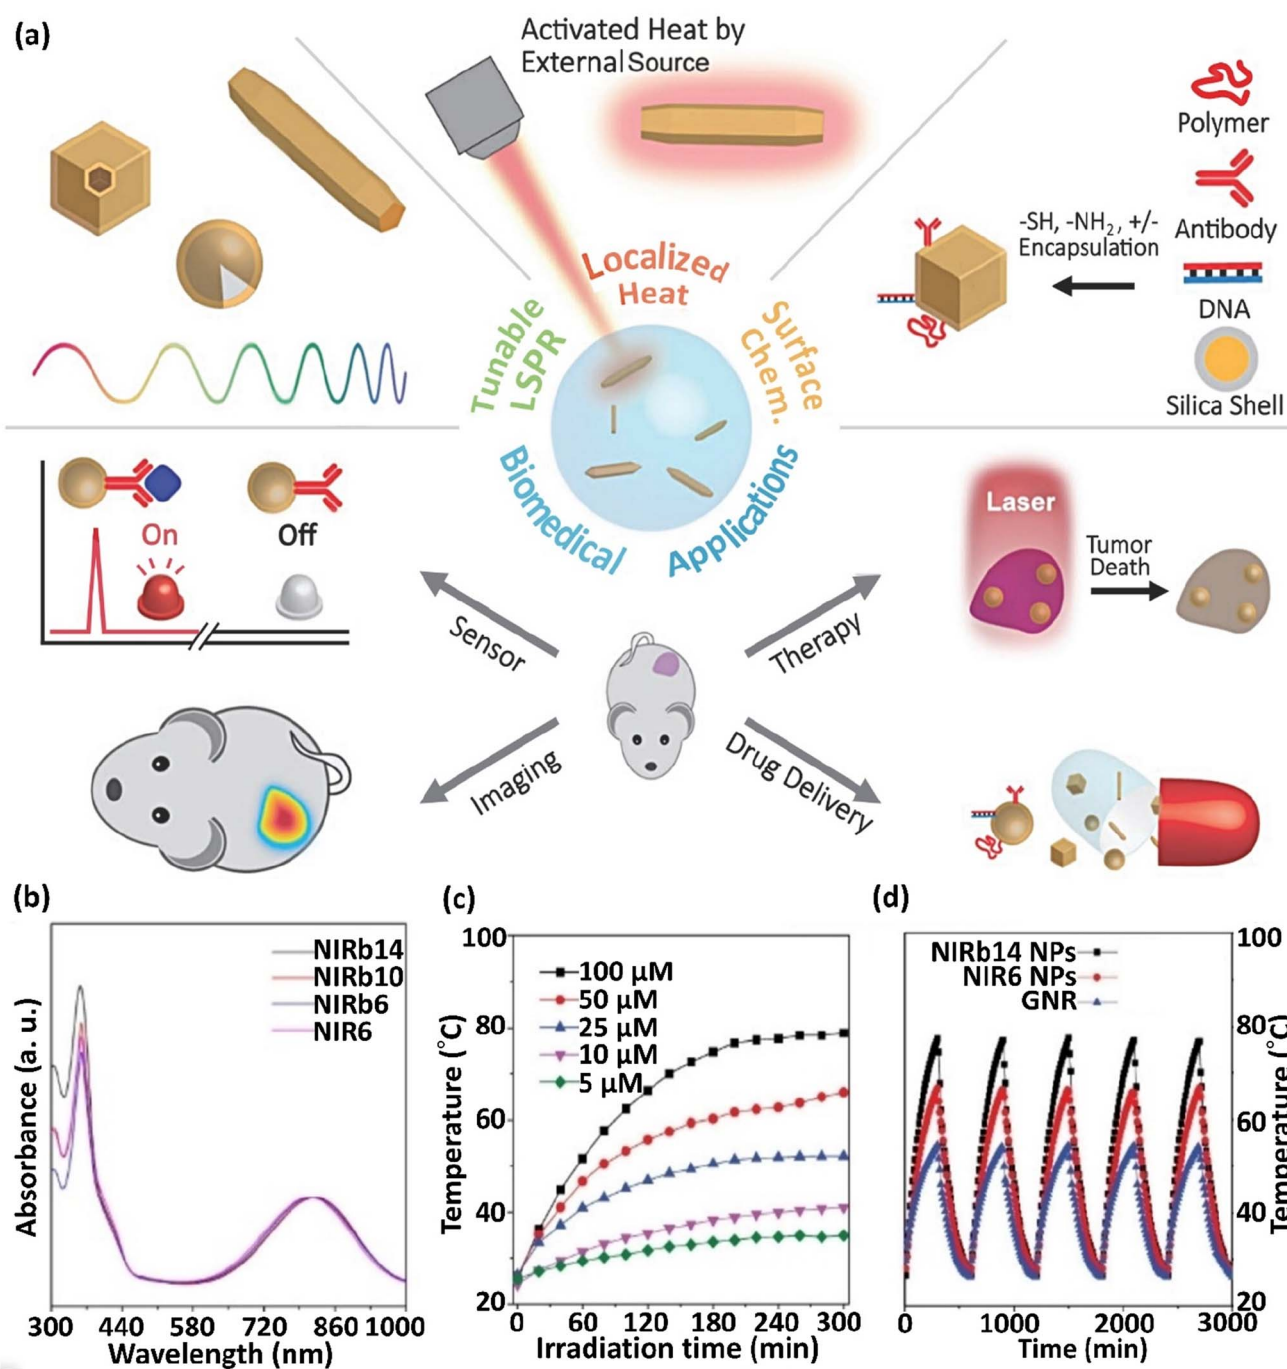 (a)
Activated Heat by
External Source
Polymer
Antibody
DNA
Silica Shell
-SH, -NH₂, +/-
Encapsulation
Localized
Heat
Tunable
LSPR
Surface
Chem.
Biomedical
Applications
On
Off
Laser
Tumor
Death
Sensor
Therapy
Imaging
Drug Delivery
(b)
NIRb14
NIRb10
NIRb6
NIR6
Absorbance (a. u.)
300 440 580 720 860 1000
Wavelength (nm)
(c)
100 μM
50 μM
25 μM
10 μM
5 μM
100
80
60
40
20
Temperature (°C)
0 60 120 180 240 300
Irradiation time (min)
(d)
NIRb14 NPs
NIR6 NPs
GNR
100
80
60
40
20
Temperature (°C)
0 1000 2000 3000
Time (min)